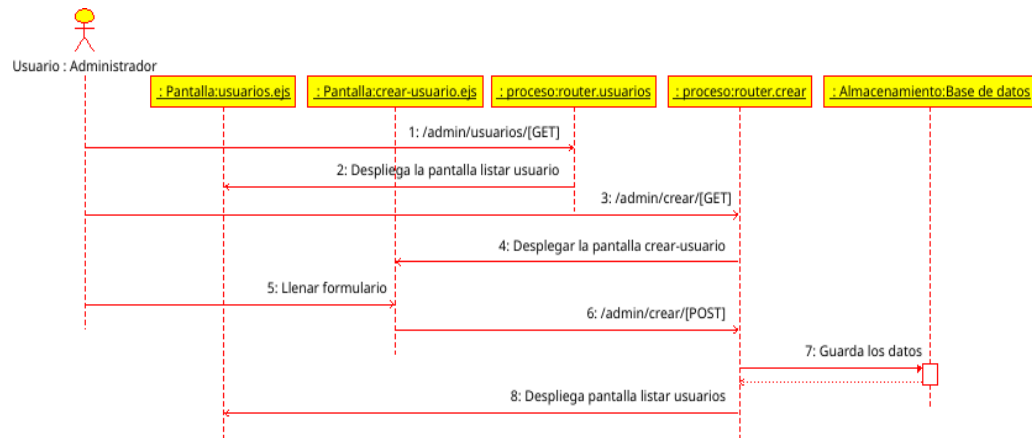 Usuario : Administrador
: Pantalla:usuarios.ejs
: Pantalla:crear-usuario.ejs
: proceso:router.usuarios
: proceso:router.crear
: Almacenamiento:Base de datos
1: /admin/usuarios/[GET]
2: Despliega la pantalla listar usuario
3: /admin/crear/[GET]
4: Desplegar la pantalla crear-usuario
5: Llenar formulario
6: /admin/crear/[POST]
7: Guarda los datos
8: Despliega pantalla listar usuarios